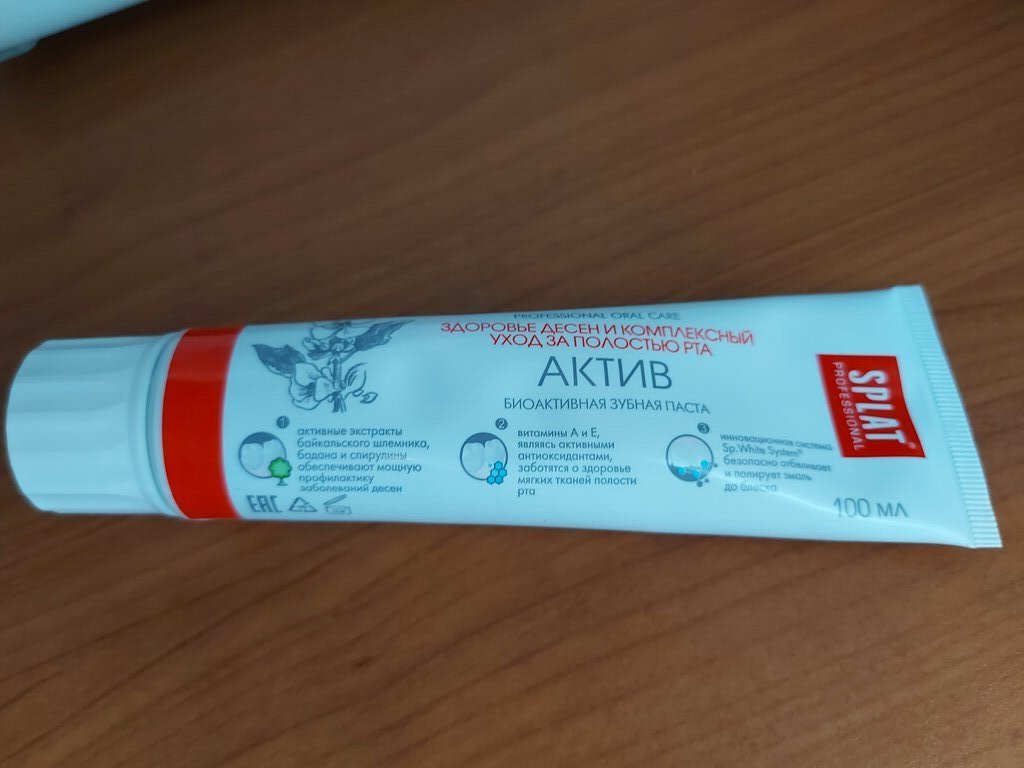 PROFESSIONAL ORAL CARE
ЗДОРОВЬЕ ДЕСЕН И КОМПЛЕКСНЫЙ
УХОД ЗА ПОЛОСТЬЮ РТА
АКТИВ
БИОАКТИВНАЯ ЗУБНАЯ ПАСТА
1
активные экстракты
байкальского шлемника,
бадана и спирулины
обеспечивают мощную
профилактику
заболеваний десен
2
витамины А и Е,
являясь активными
антиоксидантами,
заботятся о здоровье
мягких тканей полости
рта
3
инновационная система
Sp.White System®
безопасно отбеливает
и полирует эмаль
до блеска
SPLAT®
PROFESSIONAL
EAC
100 МЛ